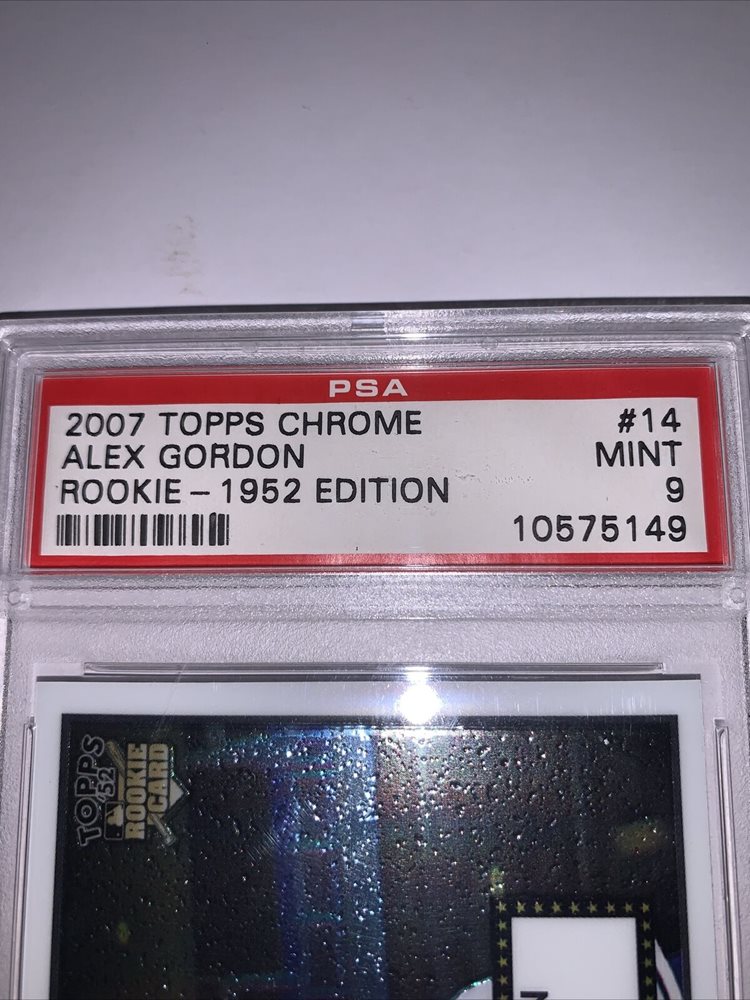 PSA
2007 TOPPS CHROME #14
ALEX GORDON MINT
ROOKIE - 1952 EDITION 9
10575149
TOPPS
'52
ROOKIE
CARD